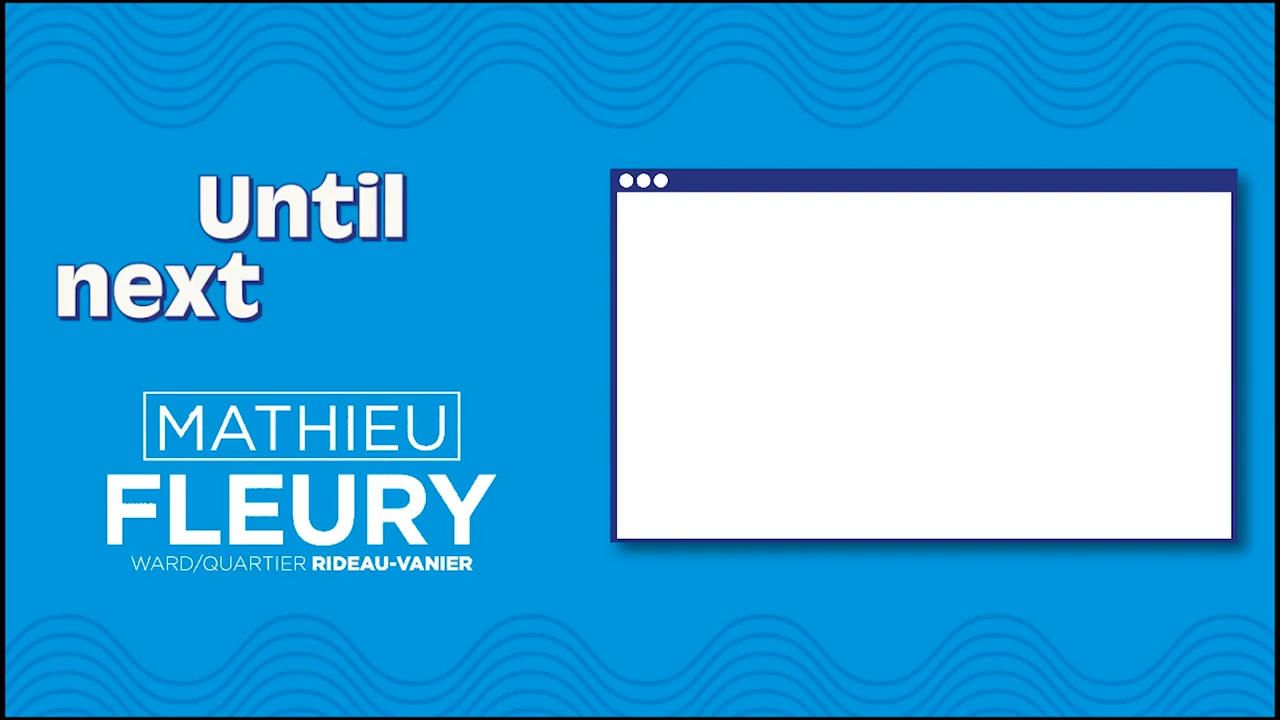 Until
next
MATHIEU
FLEURY
WARD/QUARTIER RIDEAU-VANIER